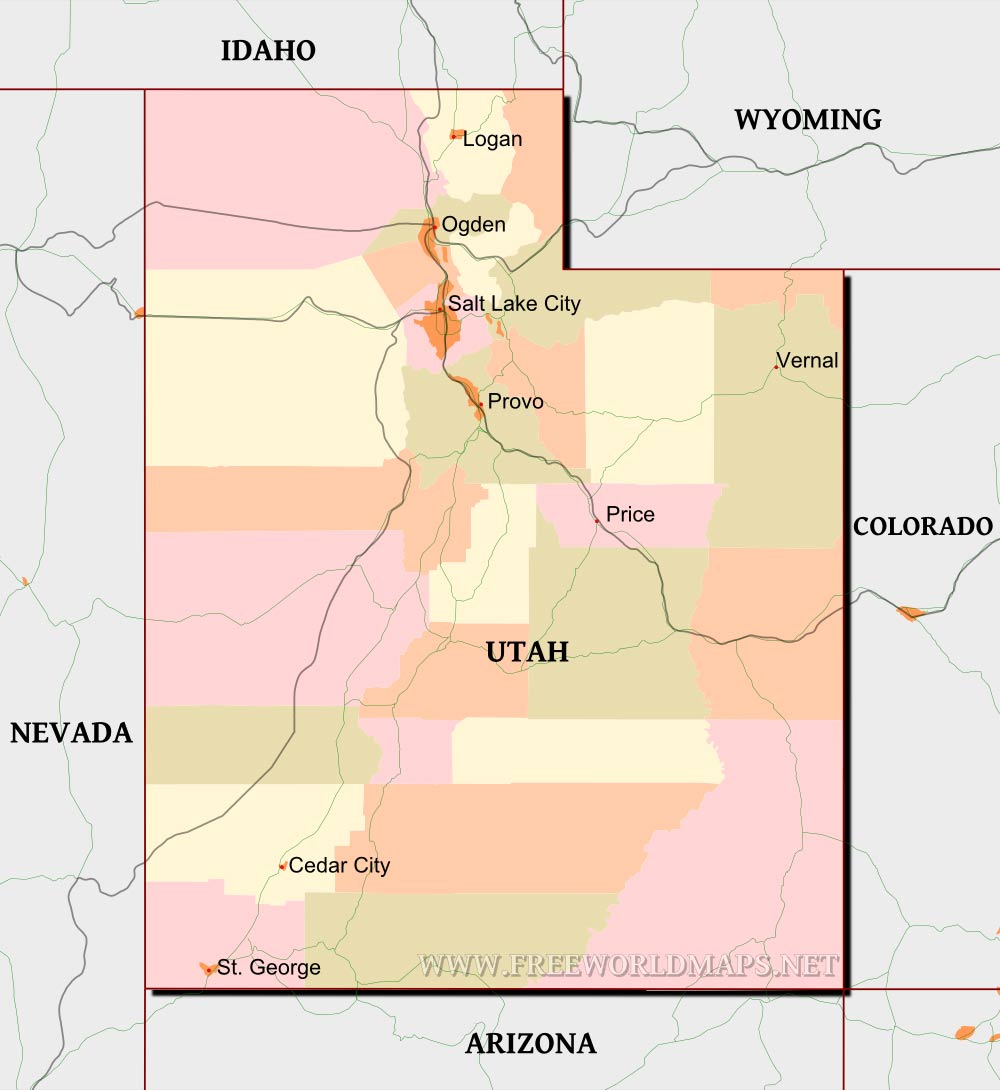 IDAHO
WYOMING
Logan
Ogden
Salt Lake City
Vernal
Provo
Price
COLORADO
UTAH
NEVADA
Cedar City
St. George
WWW.FREEWORLDMAPS.NET
ARIZONA